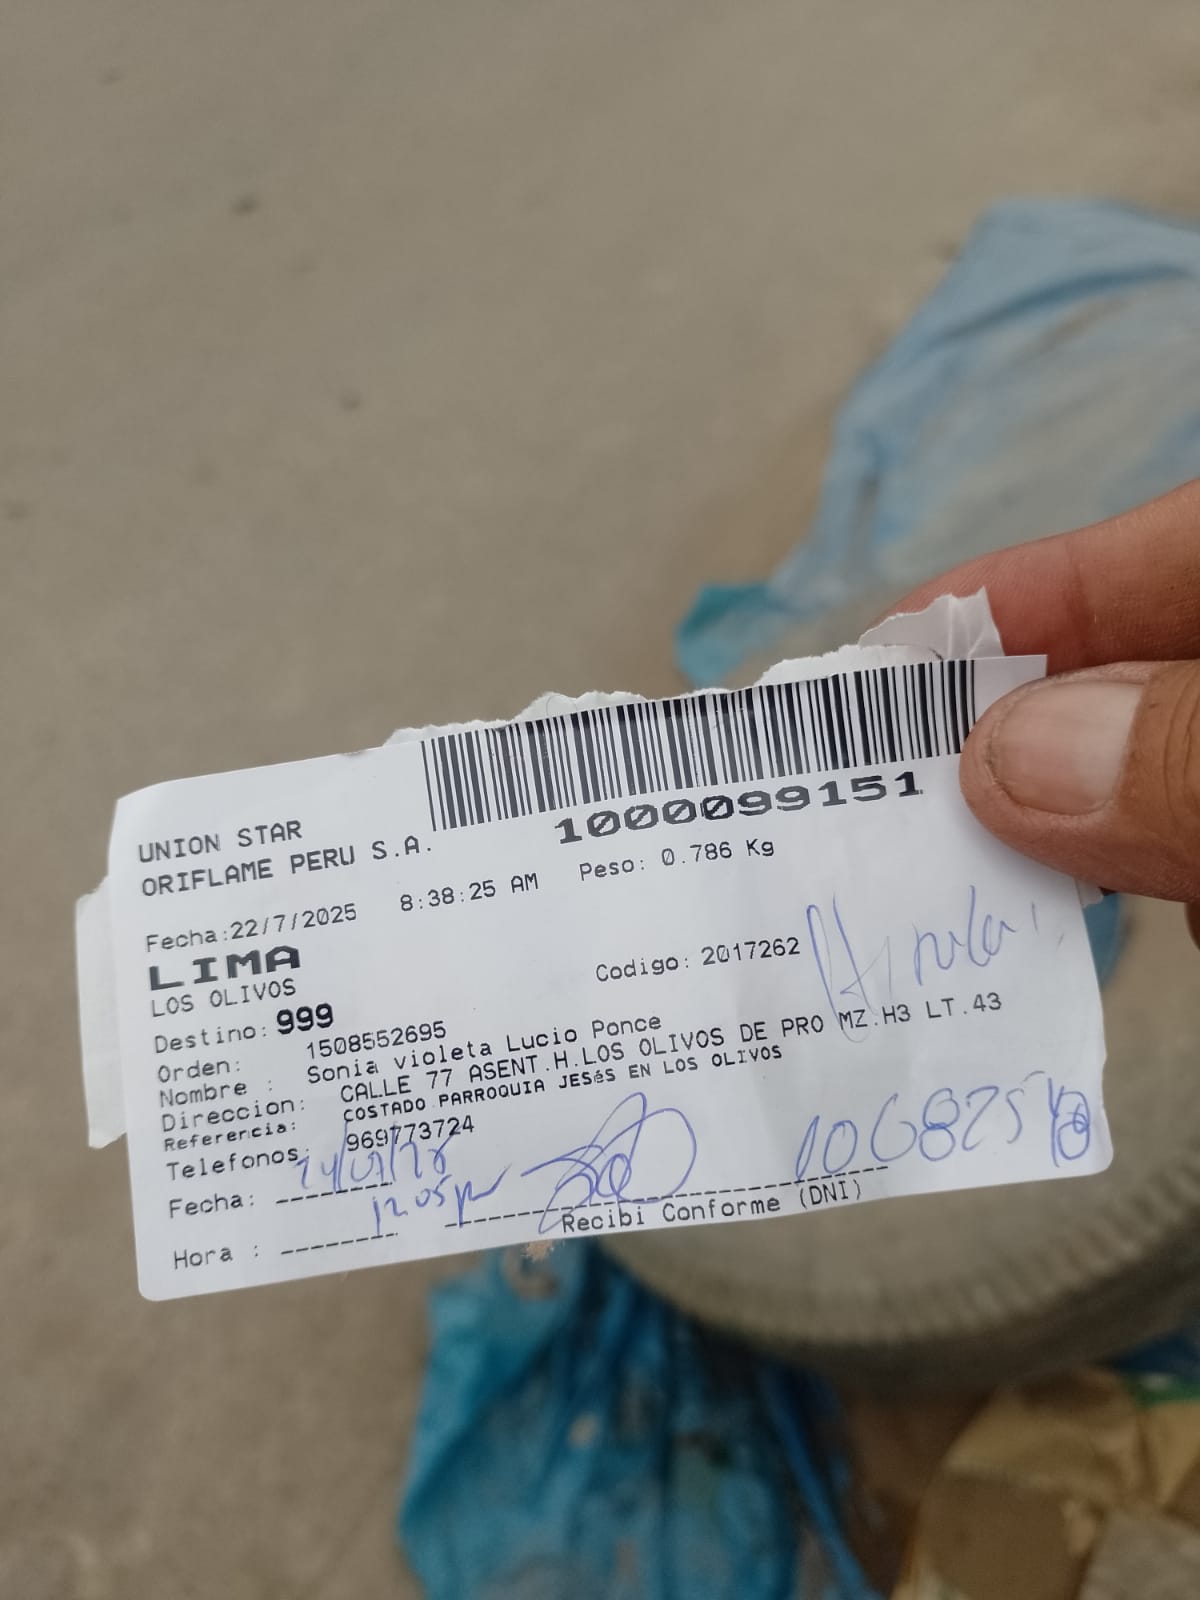 1000099151
UNION STAR
ORIFLAME PERU S.A.
Fecha:22/7/2025 8:38:25 AM Peso: 0.786 Kg
LIMA
LOS OLIVOS
Codigo: 2017262
Destino: 999
Orden: 1508552695
Nombre : Sonia violeta Lucio Ponce
Direccion: CALLE 77 ASENT.H.LOS OLIVOS DE PRO MZ.H3 LT.43
Referencia: COSTADO PARROQUIA JESéS EN LOS OLIVOS
Telefonos: 969773724
Fecha:
Hora : 12.05p
Recibi Conforme (DNI)